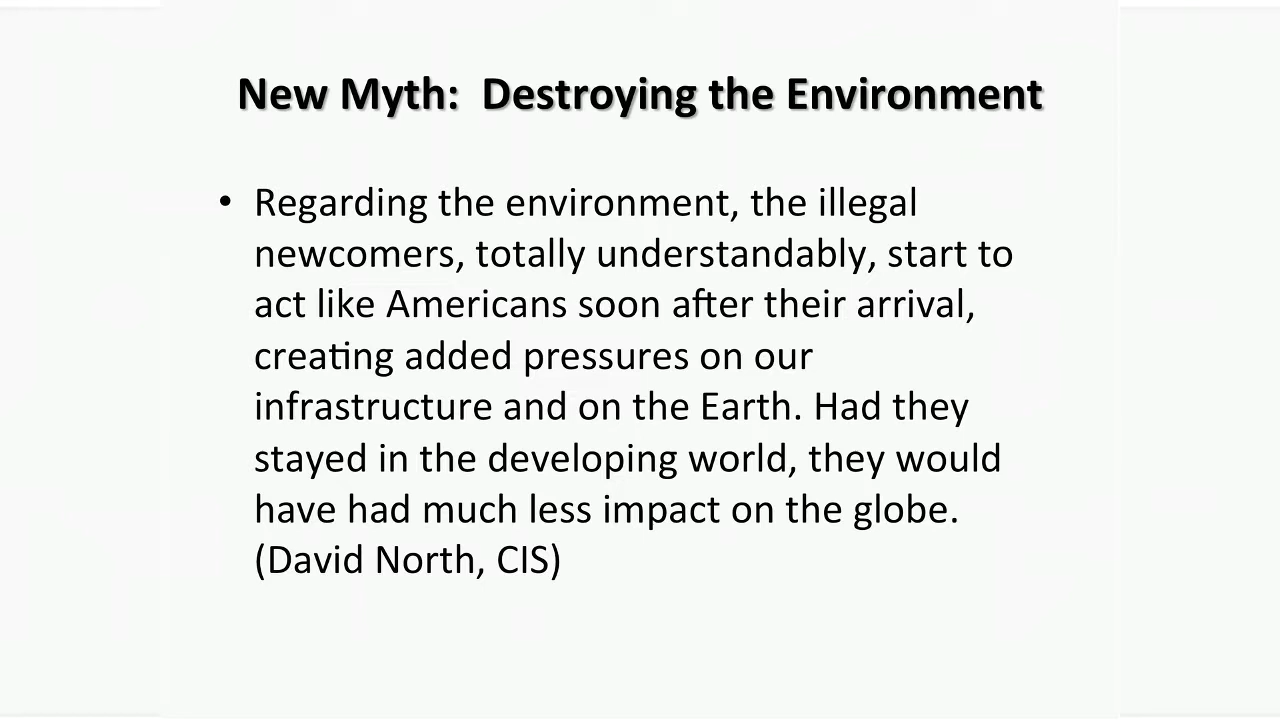 New Myth:  Destroying the Environment
• Regarding the environment, the illegal
newcomers, totally understandably, start to
act like Americans soon after their arrival,
creating added pressures on our
infrastructure and on the Earth. Had they
stayed in the developing world, they would
have had much less impact on the globe.
(David North, CIS)